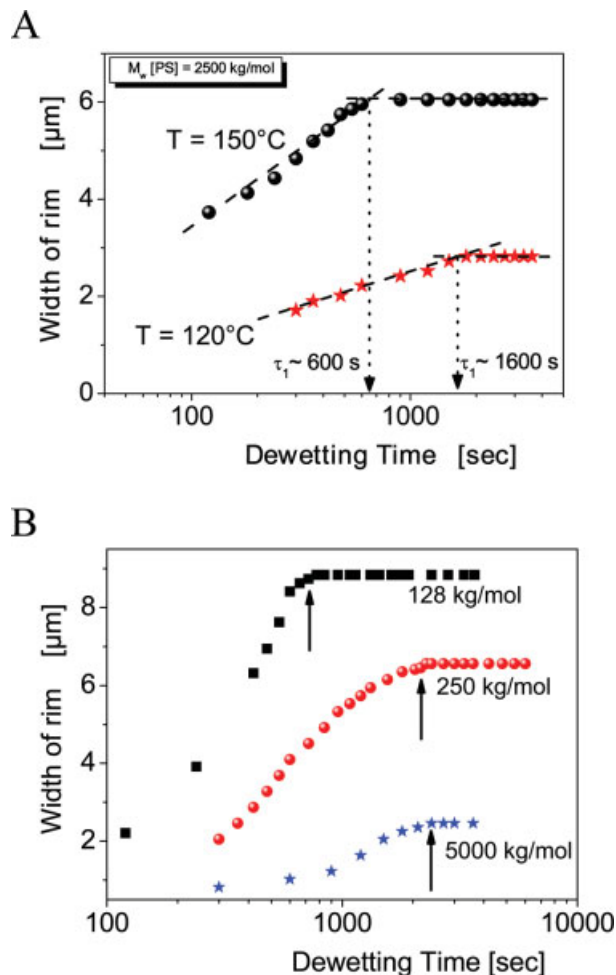 A
M_w [PS] = 2500 kg/mol
6
4
2
0
Width of rim [µm]
T = 150°C
T = 120°C
τ₁~ 600 s
τ₁~ 1600 s
100
1000
Dewetting Time [sec]
B
8
6
4
2
Width of rim [µm]
128 kg/mol
250 kg/mol
5000 kg/mol
100
1000
10000
Dewetting Time [sec]